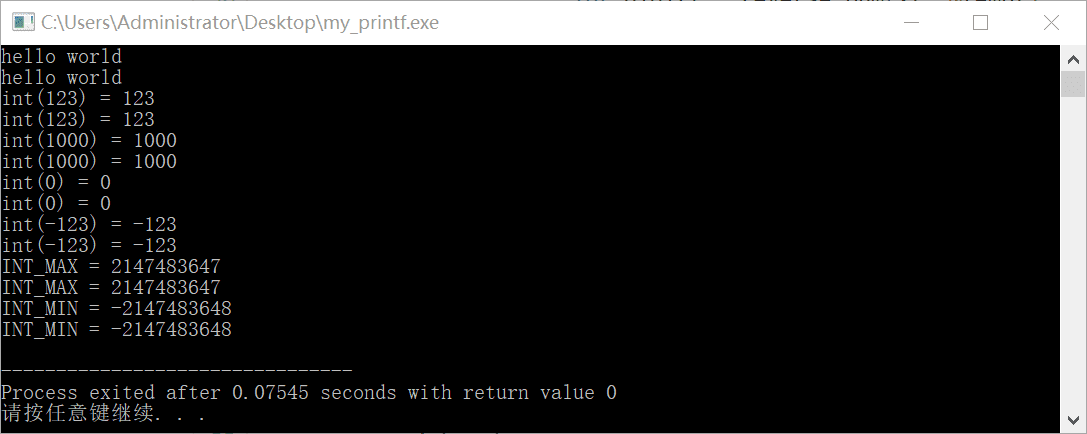 C:\Users\Administrator\Desktop\my_printf.exe
hello world
hello world
int(123) = 123
int(123) = 123
int(1000) = 1000
int(1000) = 1000
int(0) = 0
int(0) = 0
int(-123) = -123
int(-123) = -123
INT_MAX = 2147483647
INT_MAX = 2147483647
INT_MIN = -2147483648
INT_MIN = -2147483648
--------------------------------
Process exited after 0.07545 seconds with return value 0
请按任意键继续. . .